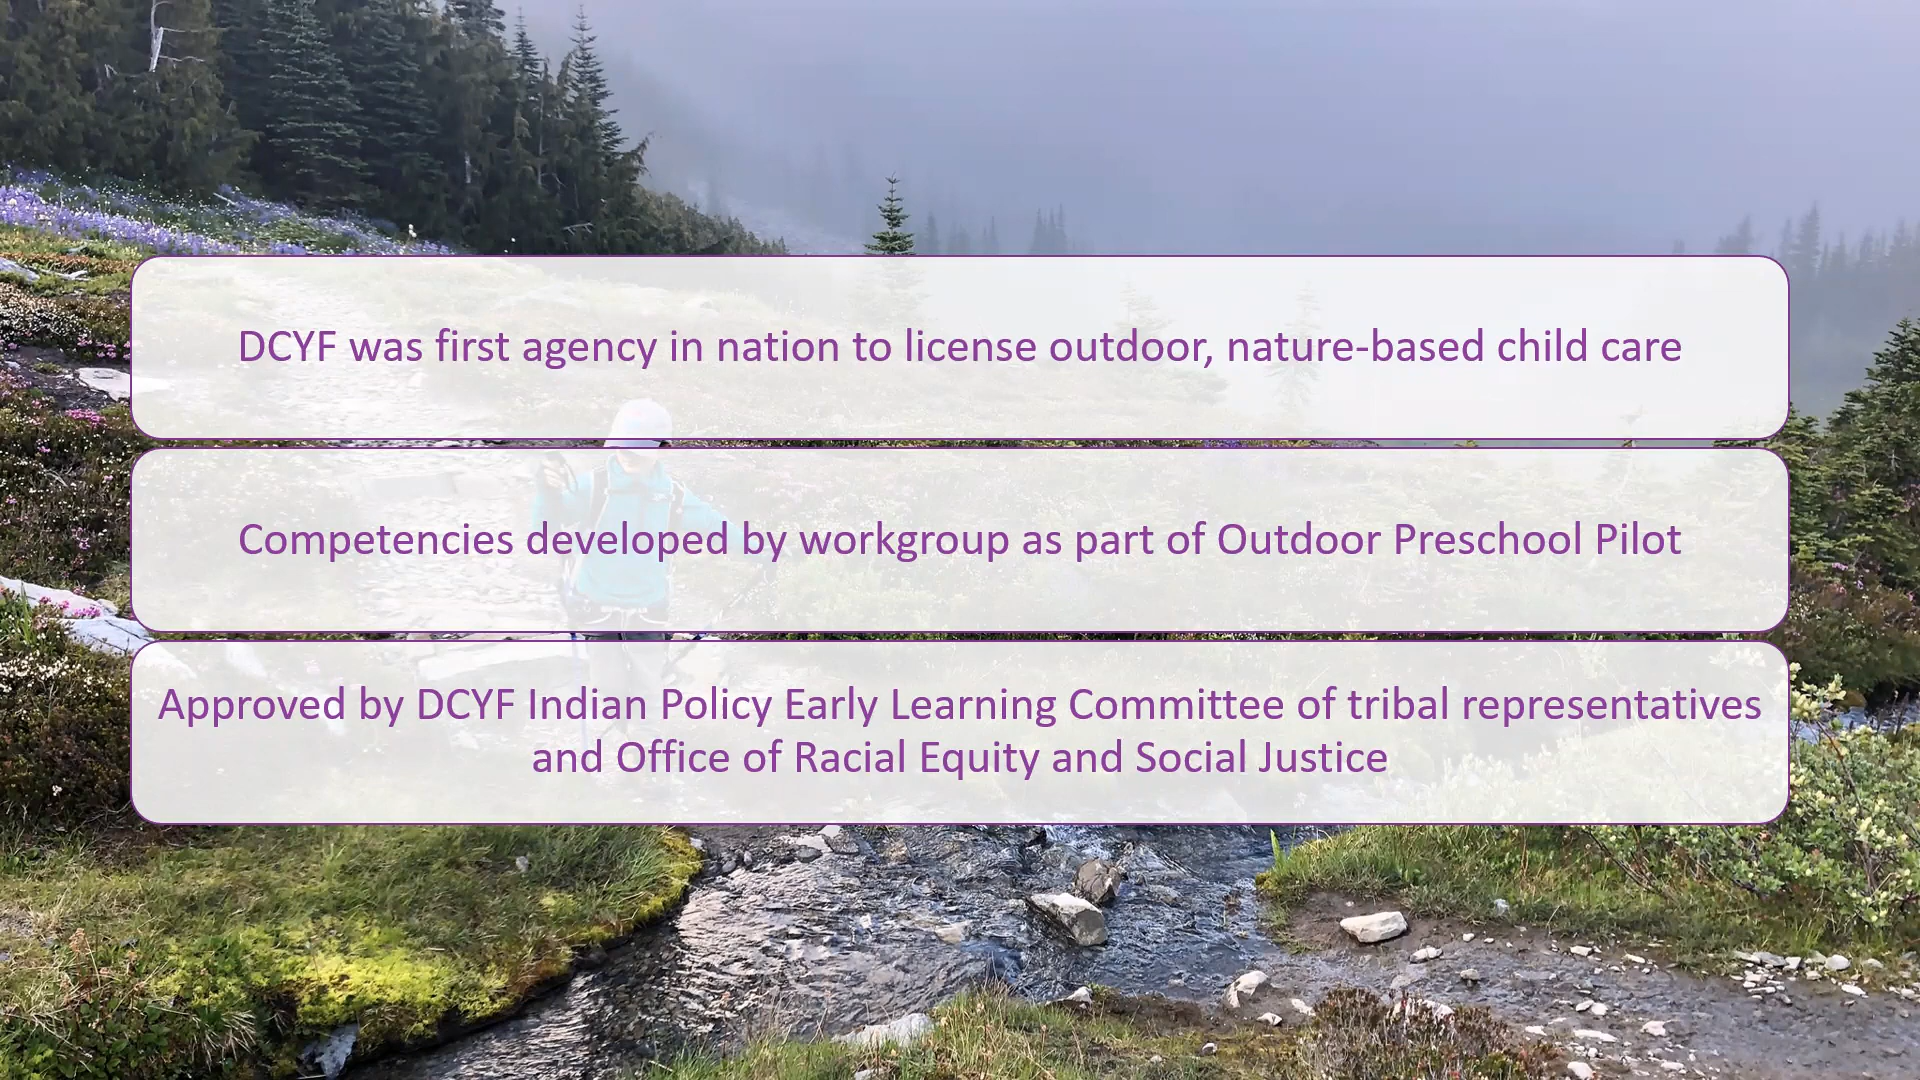 DCYF was first agency in nation to license outdoor, nature-based child care
Competencies developed by workgroup as part of Outdoor Preschool Pilot
Approved by DCYF Indian Policy Early Learning Committee of tribal representatives
and Office of Racial Equity and Social Justice